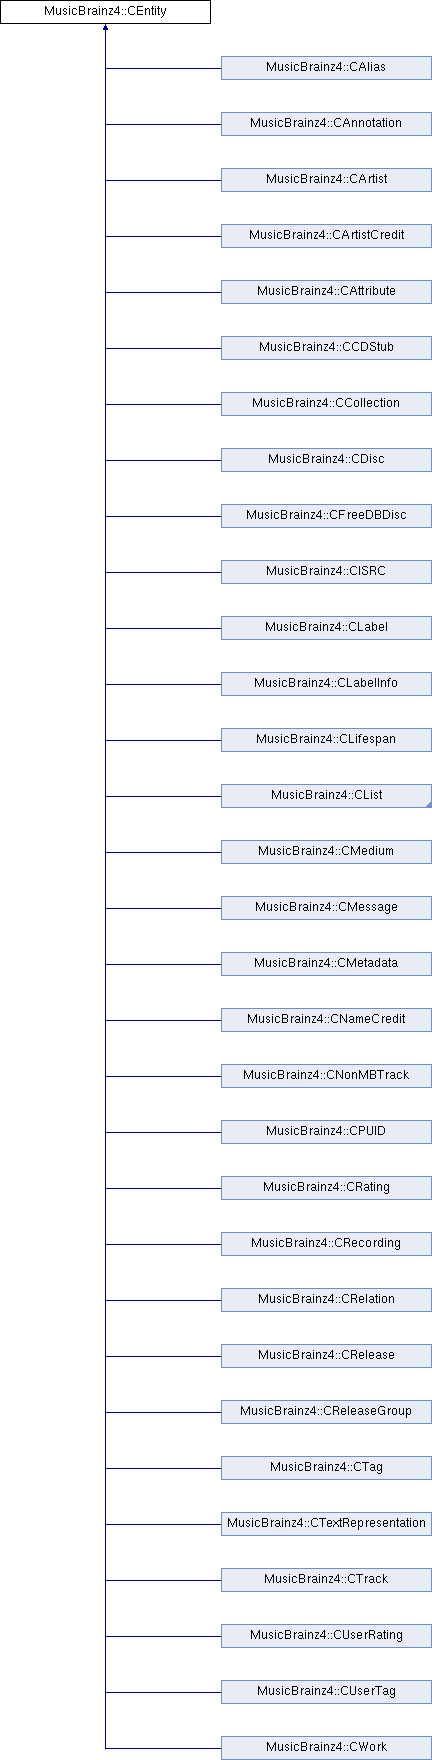 MusicBrainz4::CEntity
MusicBrainz4::CAlias
MusicBrainz4::CAnnotation
MusicBrainz4::CArtist
MusicBrainz4::CArtistCredit
MusicBrainz4::CAttribute
MusicBrainz4::CCDStub
MusicBrainz4::CCollection
MusicBrainz4::CDisc
MusicBrainz4::CFreeDBDisc
MusicBrainz4::CISRC
MusicBrainz4::CLabel
MusicBrainz4::CLabelInfo
MusicBrainz4::CLifespan
MusicBrainz4::CList
MusicBrainz4::CMedium
MusicBrainz4::CMessage
MusicBrainz4::CMetadata
MusicBrainz4::CNameCredit
MusicBrainz4::CNonMBTrack
MusicBrainz4::CPUID
MusicBrainz4::CRating
MusicBrainz4::CRecording
MusicBrainz4::CRelation
MusicBrainz4::CRelease
MusicBrainz4::CReleaseGroup
MusicBrainz4::CTag
MusicBrainz4::CTextRepresentation
MusicBrainz4::CTrack
MusicBrainz4::CUserRating
MusicBrainz4::CUserTag
MusicBrainz4::CWork